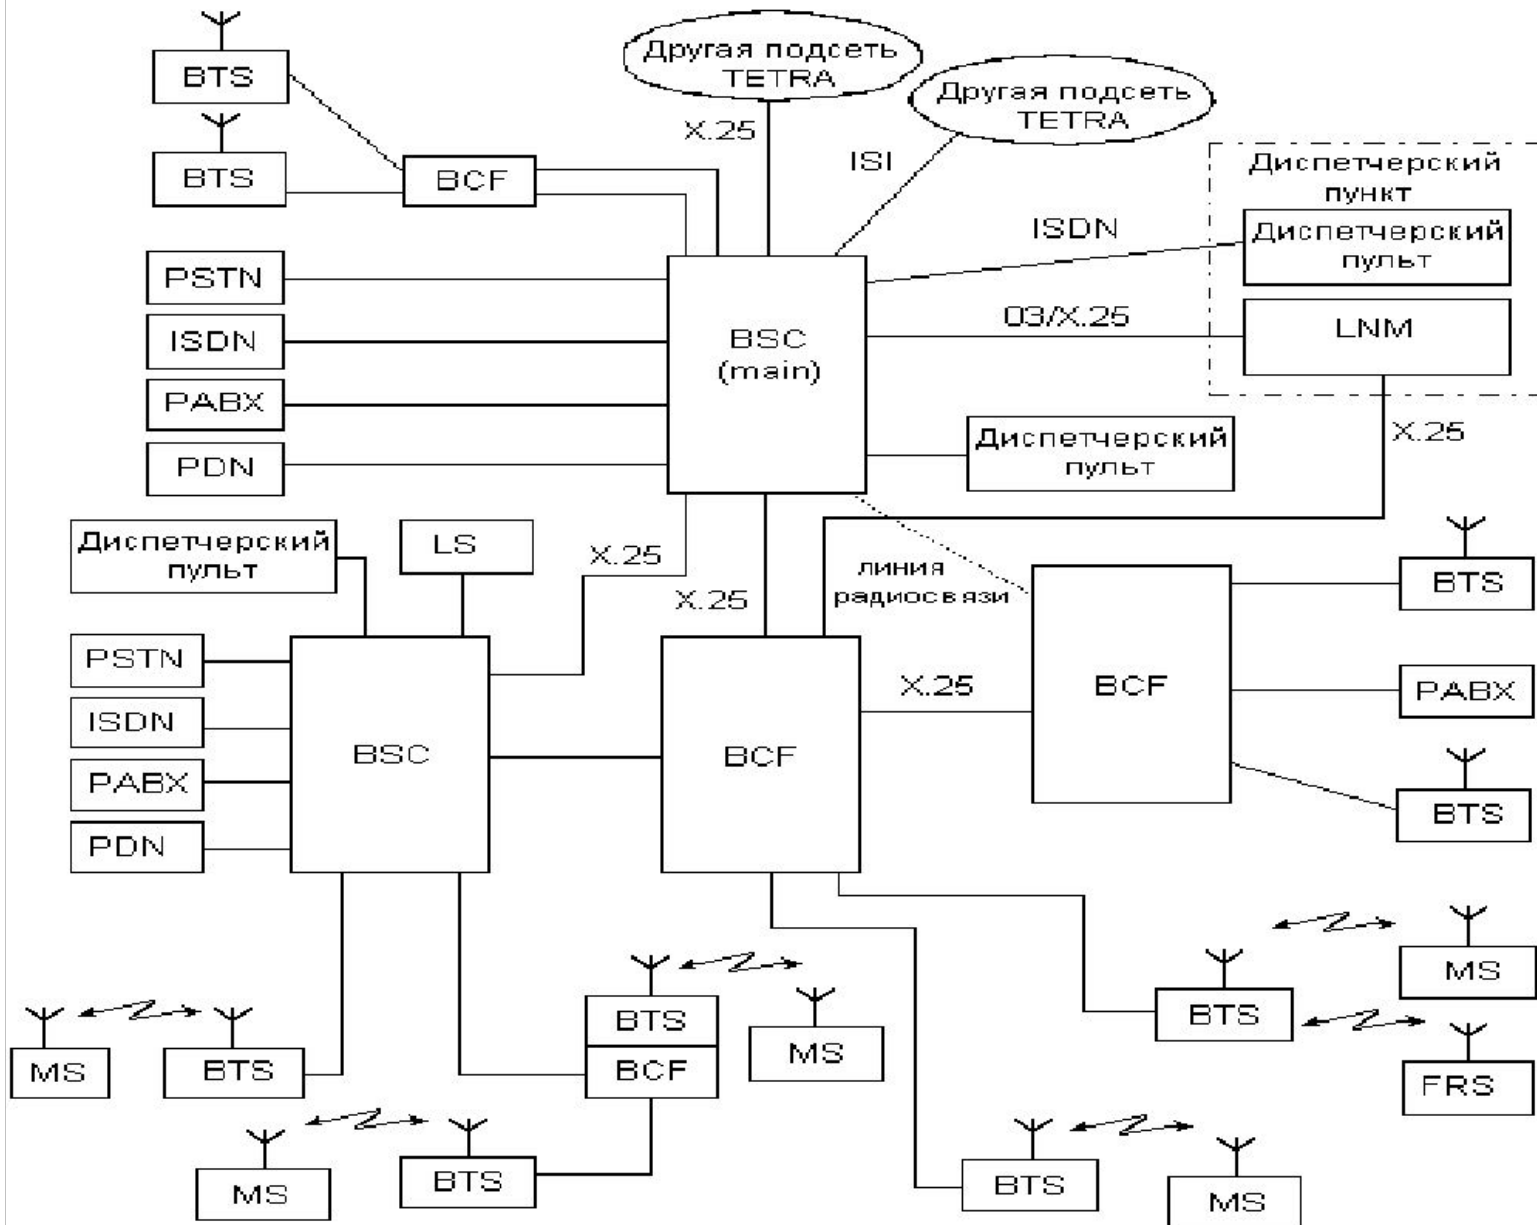 BTS
Другая подсеть
TETRA
Другая подсеть
TETRA
X.25
ISI
BTS
BCF
Диспетчерский
пункт
ISDN
Диспетчерский
пульт
PSTN
ISDN
PABX
PDN
BSC
(main)
03/X.25
LNM
X.25
Диспетчерский
пульт
Диспетчерский
пульт
LS
X.25
X.25
линия
радиосвязи
BTS
PSTN
ISDN
PABX
PDN
BSC
BCF
X.25
BCF
PABX
BTS
MS
BTS
BTS
BCF
MS
BTS
MS
FRS
MS
BTS
BTS
MS